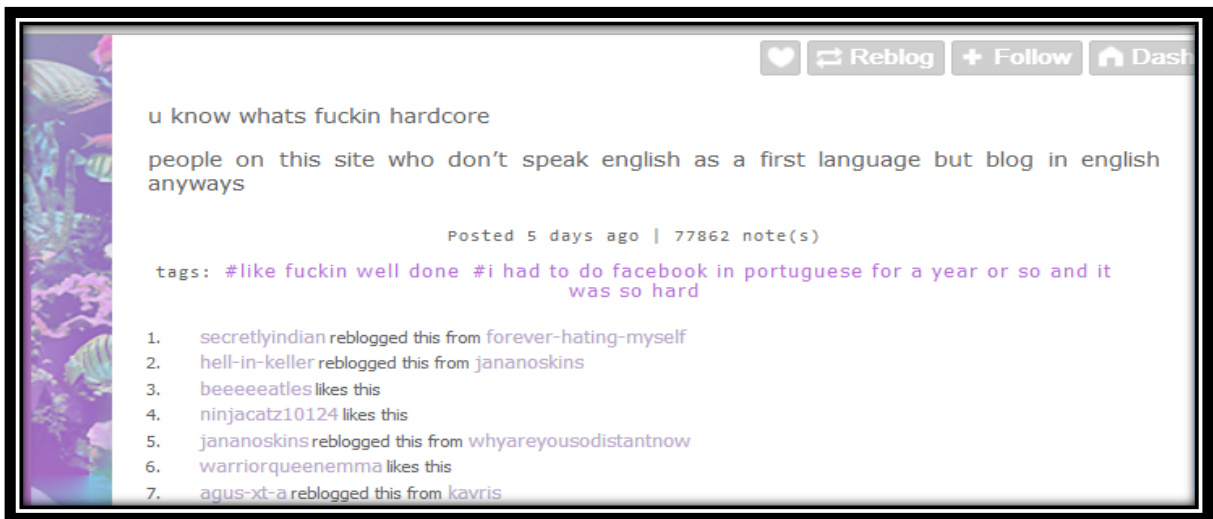 Reblog + Follow Dash
u know whats fuckin hardcore
people on this site who don’t speak english as a first language but blog in english
anyways
Posted 5 days ago | 77862 note(s)
tags: #like fuckin well done #i had to do facebook in portuguese for a year or so and it
was so hard
1. secretlyindian reblogged this from forever-hating-myself
2. hell-in-keller reblogged this from jananoskins
3. beeeeeatles likes this
4. ninjacatz10124 likes this
5. jananoskins reblogged this from whyareyousodistantnow
6. warriorqueenemma likes this
7. agus-xt-a reblogged this from kavris